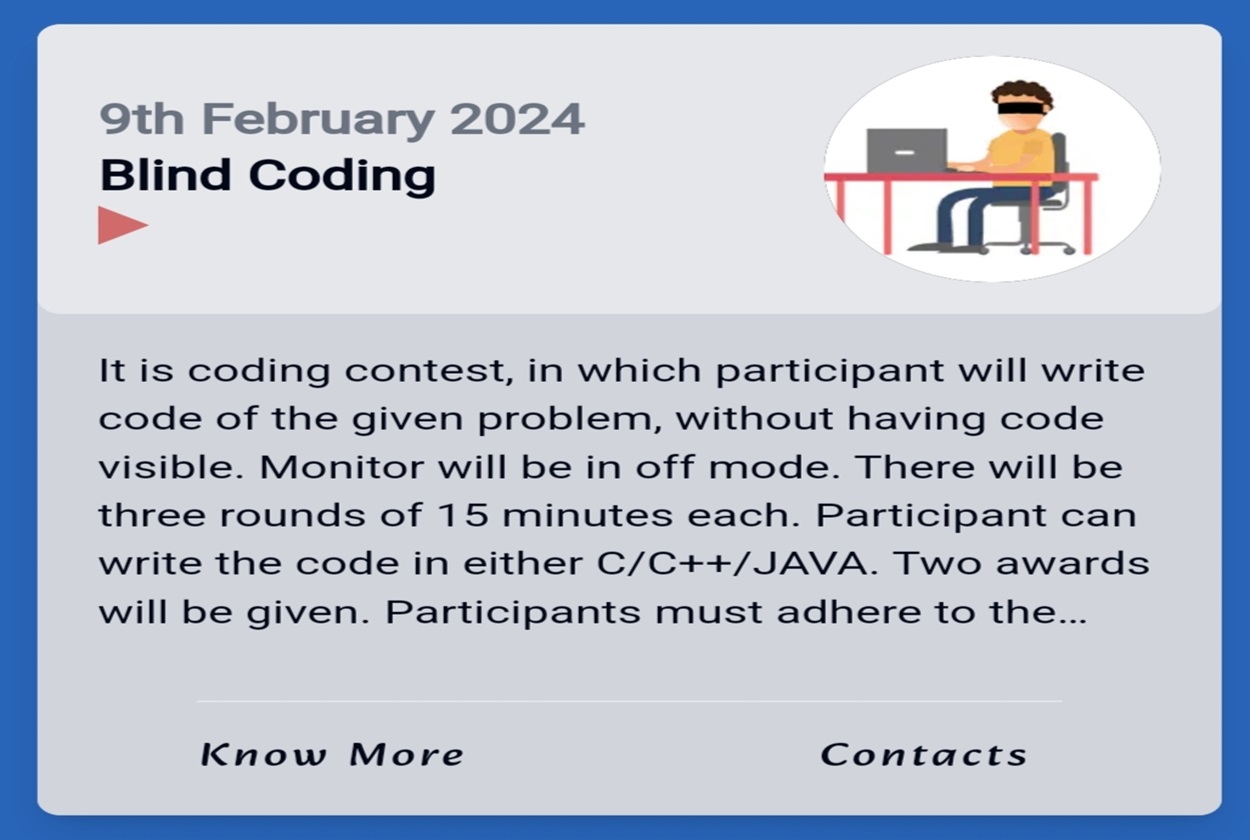 9th February 2024
Blind Coding
It is coding contest, in which participant will write
code of the given problem, without having code
visible. Monitor will be in off mode. There will be
three rounds of 15 minutes each. Participant can
write the code in either C/C++/JAVA. Two awards
will be given. Participants must adhere to the...
Know More
Contacts